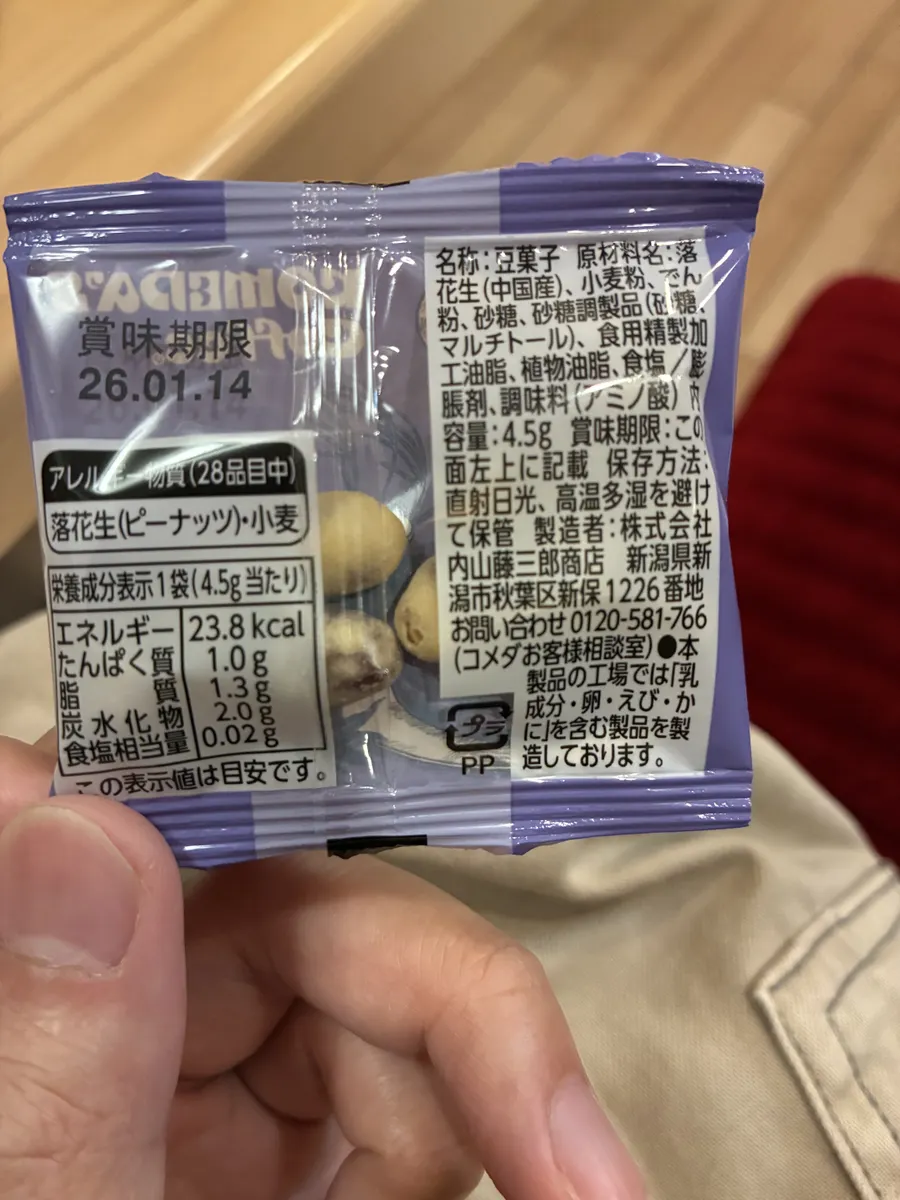 賞味期限
26.01.14
アレルギー物質(28品目中)
落花生(ピーナッツ)・小麦
栄養成分表示1袋(4.5g当たり)
エネルギー 23.8kcal
たんぱく質 1.0g
脂質 1.3g
炭水化物 2.0g
食塩相当量 0.02g
この表示値は目安です。
名称:豆菓子 原材料名:落
花生(中国産)、小麦粉、でん
粉、砂糖、砂糖調製品(砂糖、
マルチトール)、食用精製加
工油脂、植物油脂、食塩/膨
脹剤、調味料(アミノ酸) 内
容量:4.5g 賞味期限:この
面左上に記載 保存方法:
直射日光、高温多湿を避け
て保管 製造者:株式会社
内山藤三郎商店 新潟県新
潟市秋葉区新保1226番地
お問い合わせ 0120-581-766
(コメダお客様相談室)●本
製品の工場では「乳
成分・卵・えび・か
に」を含む製品を製
造しております。
プラ
PP
KOMEDA'S
Coffee